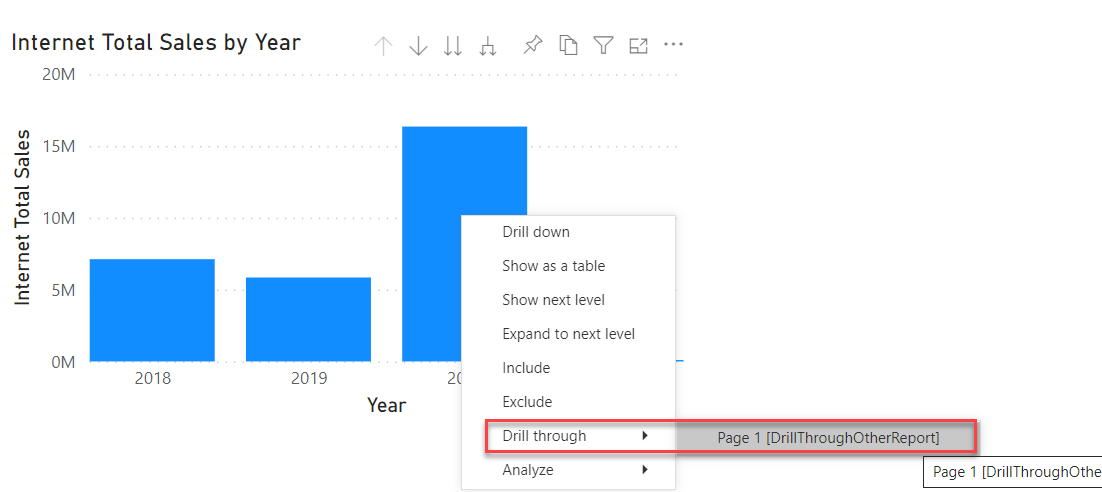 Internet Total Sales by Year
20M
15M
10M
5M
0M
Internet Total Sales
2018
2019
20
Year
Drill down
Show as a table
Show next level
Expand to next level
Include
Exclude
Drill through
Page 1 [DrillThroughOtherReport]
Analyze
Page 1 [DrillThroughOthe